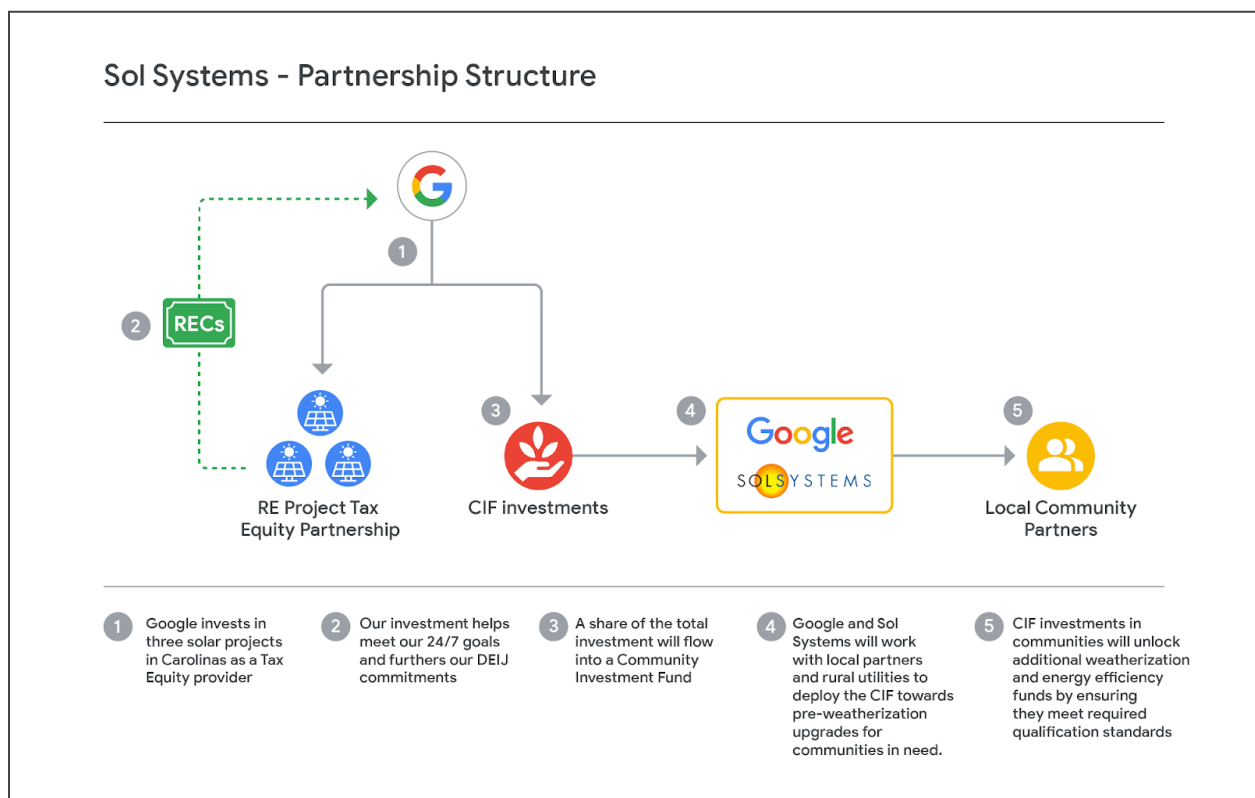 Sol Systems - Partnership Structure
G
1
2
RECs
3
4
5
Google
SOLSYSTEMS
RE Project Tax
Equity Partnership
CIF investments
Local Community
Partners
1
Google invests in
three solar projects
in Carolinas as a Tax
Equity provider
2
Our investment helps
meet our 24/7 goals
and furthers our DEIJ
commitments
3
A share of the total
investment will flow
into a Community
Investment Fund
4
Google and Sol
Systems will work
with local partners
and rural utilities to
deploy the CIF towards
pre-weatherization
upgrades for
communities in need.
5
CIF investments in
communities will unlock
additional weatherization
and energy efficiency
funds by ensuring
they meet required
qualification standards